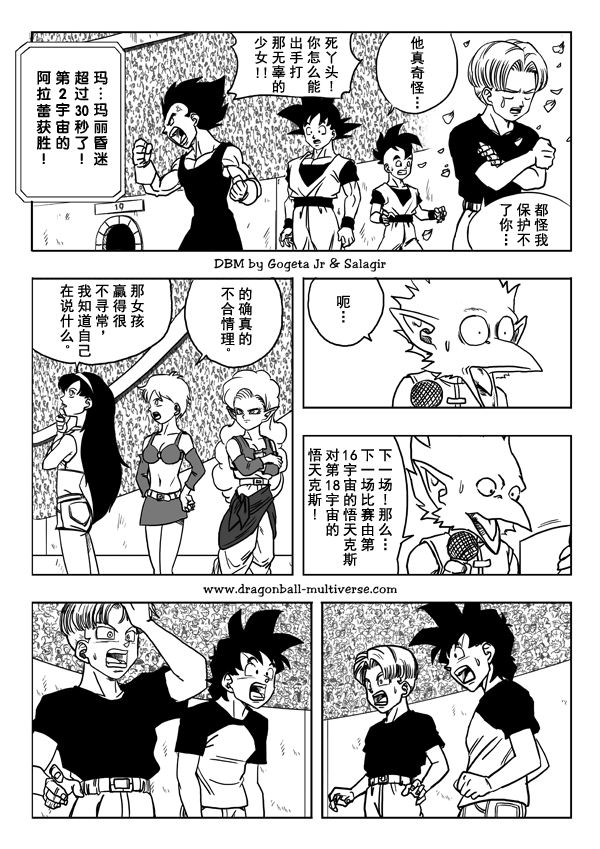 玛…玛丽昏迷
超过30秒了！
第2宇宙的
阿拉蕾获胜！
死丫头！
你怎么能
出手打
那无辜的
少女!!
他真奇怪…
都怪我
保护不
了你…
DBM by Gogeta Jr & Salagir
19
那女孩
赢得很
不寻常，
我知道自己
在说什么。
的确真的
不合情理。
呃…
下一场！那么…
下一场比赛由第
16宇宙的悟天克斯
对第18宇宙的
悟天克斯！
www.dragonball-multiverse.com